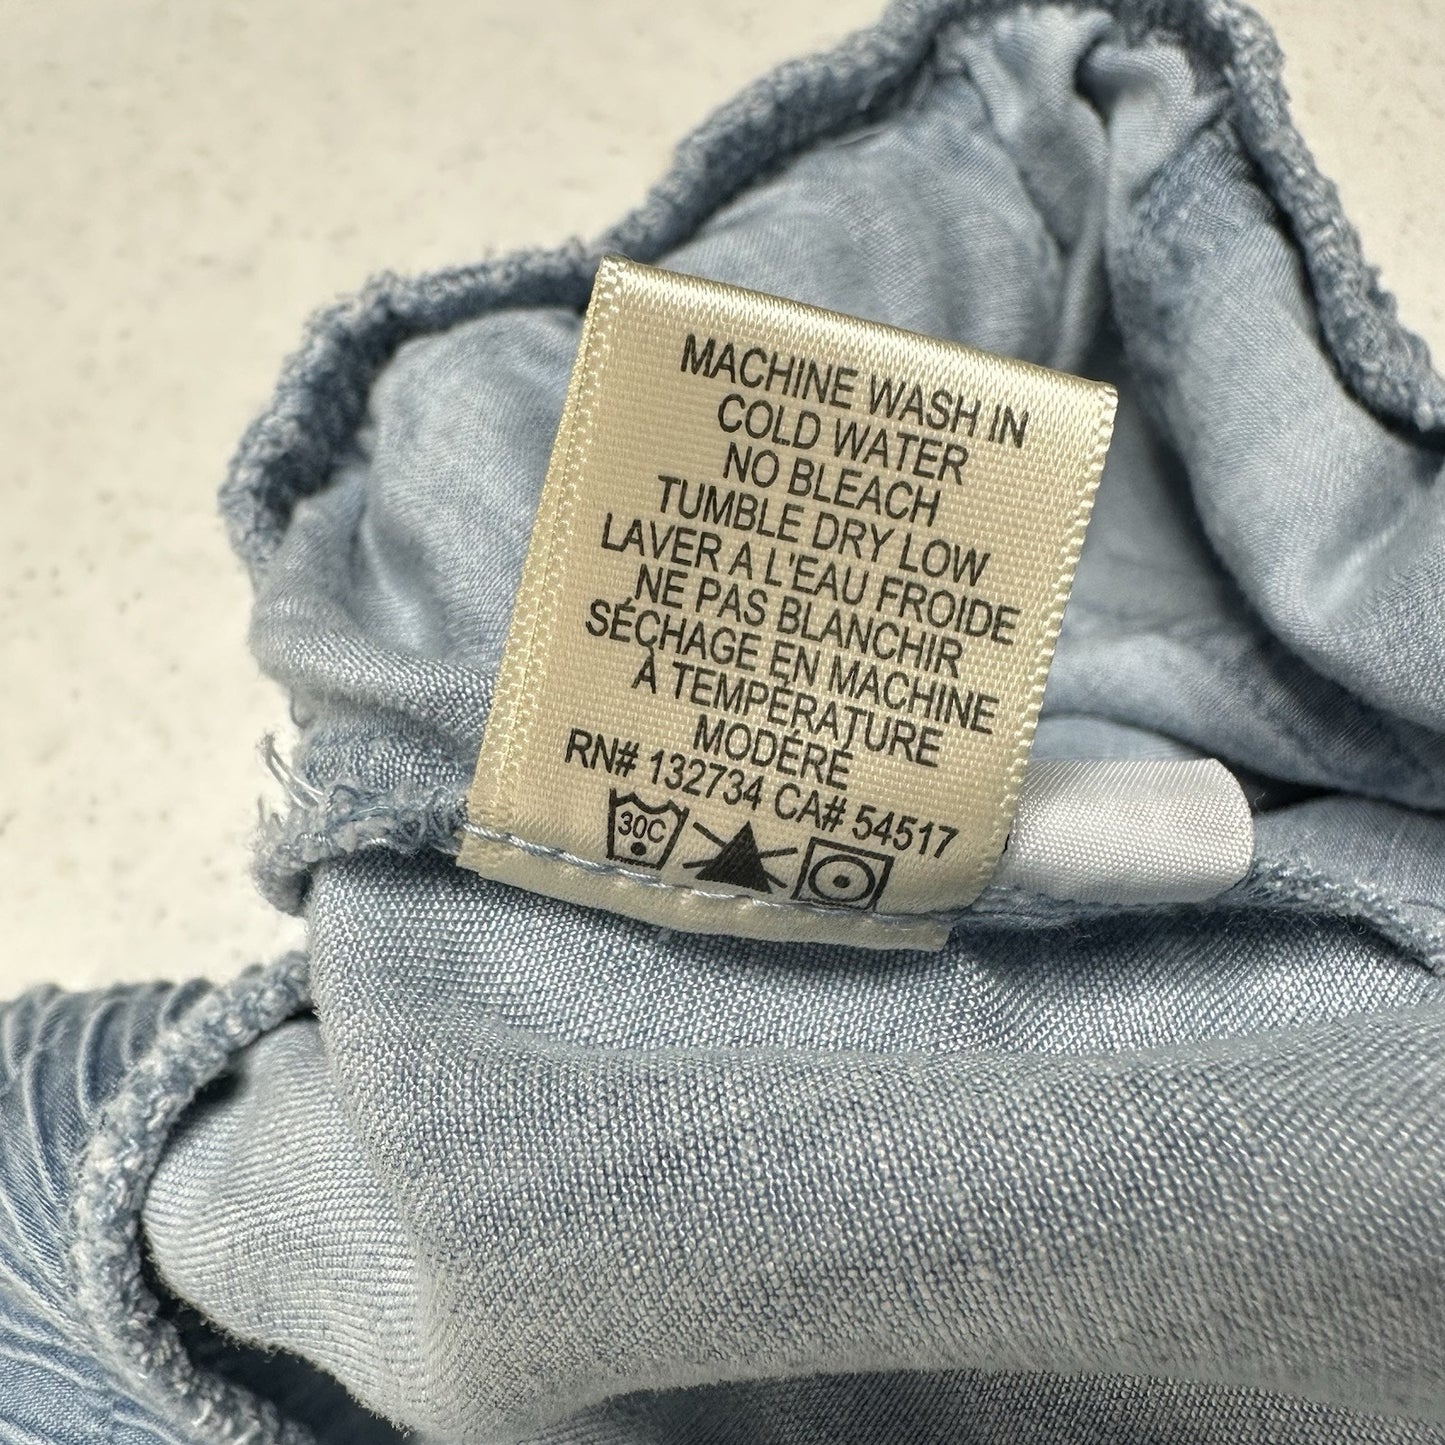 MACHINE WASH IN
COLD WATER
NO BLEACH
TUMBLE DRY LOW
LAVER A L'EAU FROIDE
NE PAS BLANCHIR
SÉCHAGE EN MACHINE
À TEMPÉRATURE
MODÉRÉ
RN# 132734 CA# 54517
30C